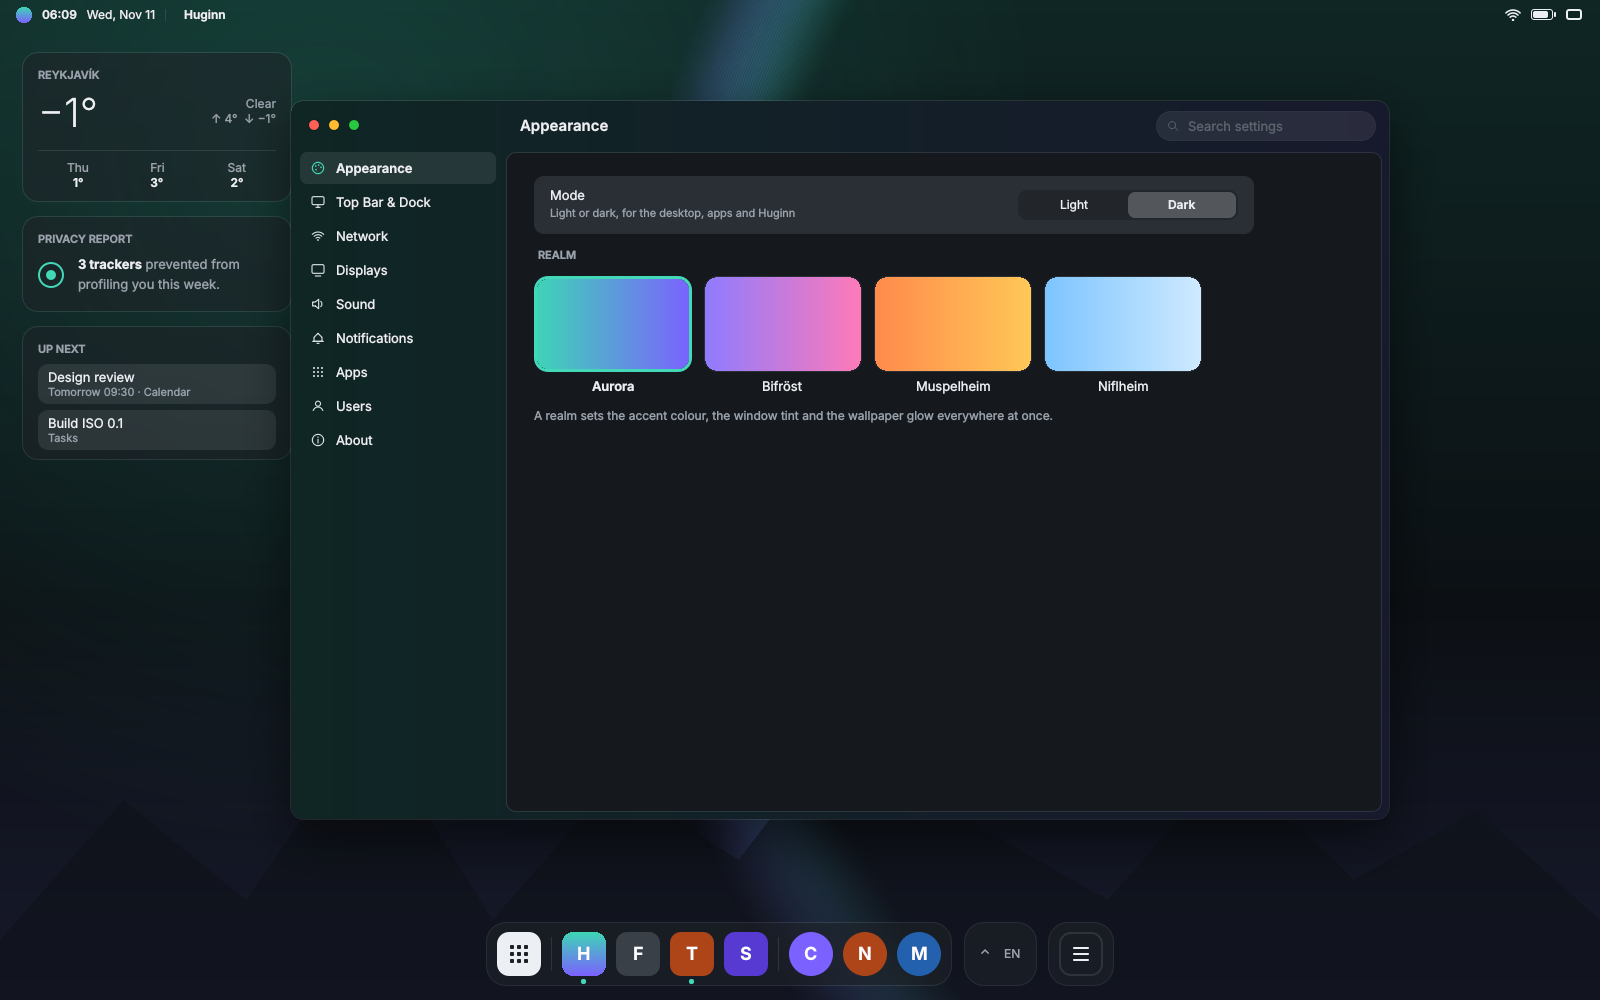 06:09 Wed, Nov 11 Huginn
REYKJAVÍK
−1°
Clear
↑ 4° ↓ −1°
Thu Fri Sat
1° 3° 2°
PRIVACY REPORT
3 trackers prevented from
profiling you this week.
UP NEXT
Design review
Tomorrow 09:30 · Calendar
Build ISO 0.1
Tasks
Appearance
Search settings
Appearance
Top Bar & Dock
Network
Displays
Sound
Notifications
Apps
Users
About
Mode
Light or dark, for the desktop, apps and Huginn
Light Dark
REALM
Aurora Bifröst Muspelheim Niflheim
A realm sets the accent colour, the window tint and the wallpaper glow everywhere at once.
H F T S C N M EN